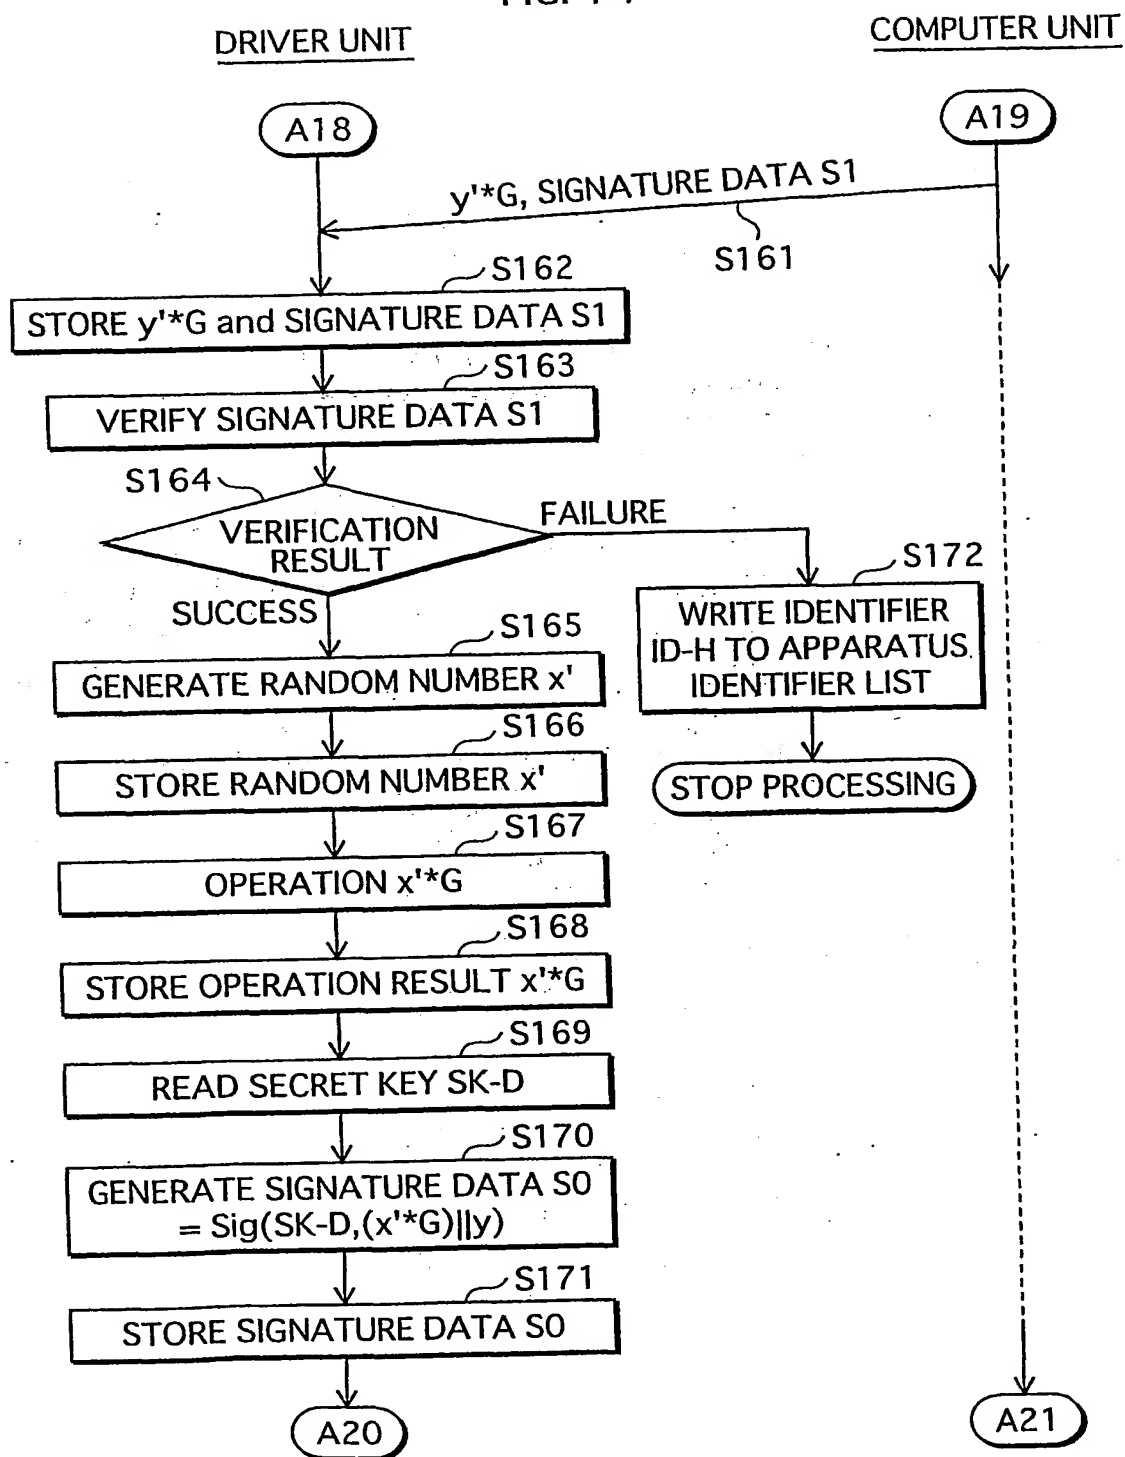 DRIVER UNIT
COMPUTER UNIT
A18
A19
y'*G, SIGNATURE DATA S1
S161
S162
STORE y'*G and SIGNATURE DATA S1
S163
VERIFY SIGNATURE DATA S1
S164
VERIFICATION
RESULT
FAILURE
SUCCESS
S172
WRITE IDENTIFIER
ID-H TO APPARATUS
IDENTIFIER LIST
STOP PROCESSING
S165
GENERATE RANDOM NUMBER x'
S166
STORE RANDOM NUMBER x'
S167
OPERATION x'*G
S168
STORE OPERATION RESULT x'*G
S169
READ SECRET KEY SK-D
S170
GENERATE SIGNATURE DATA S0
= Sig(SK-D,(x'*G)||y)
S171
STORE SIGNATURE DATA S0
A20
A21